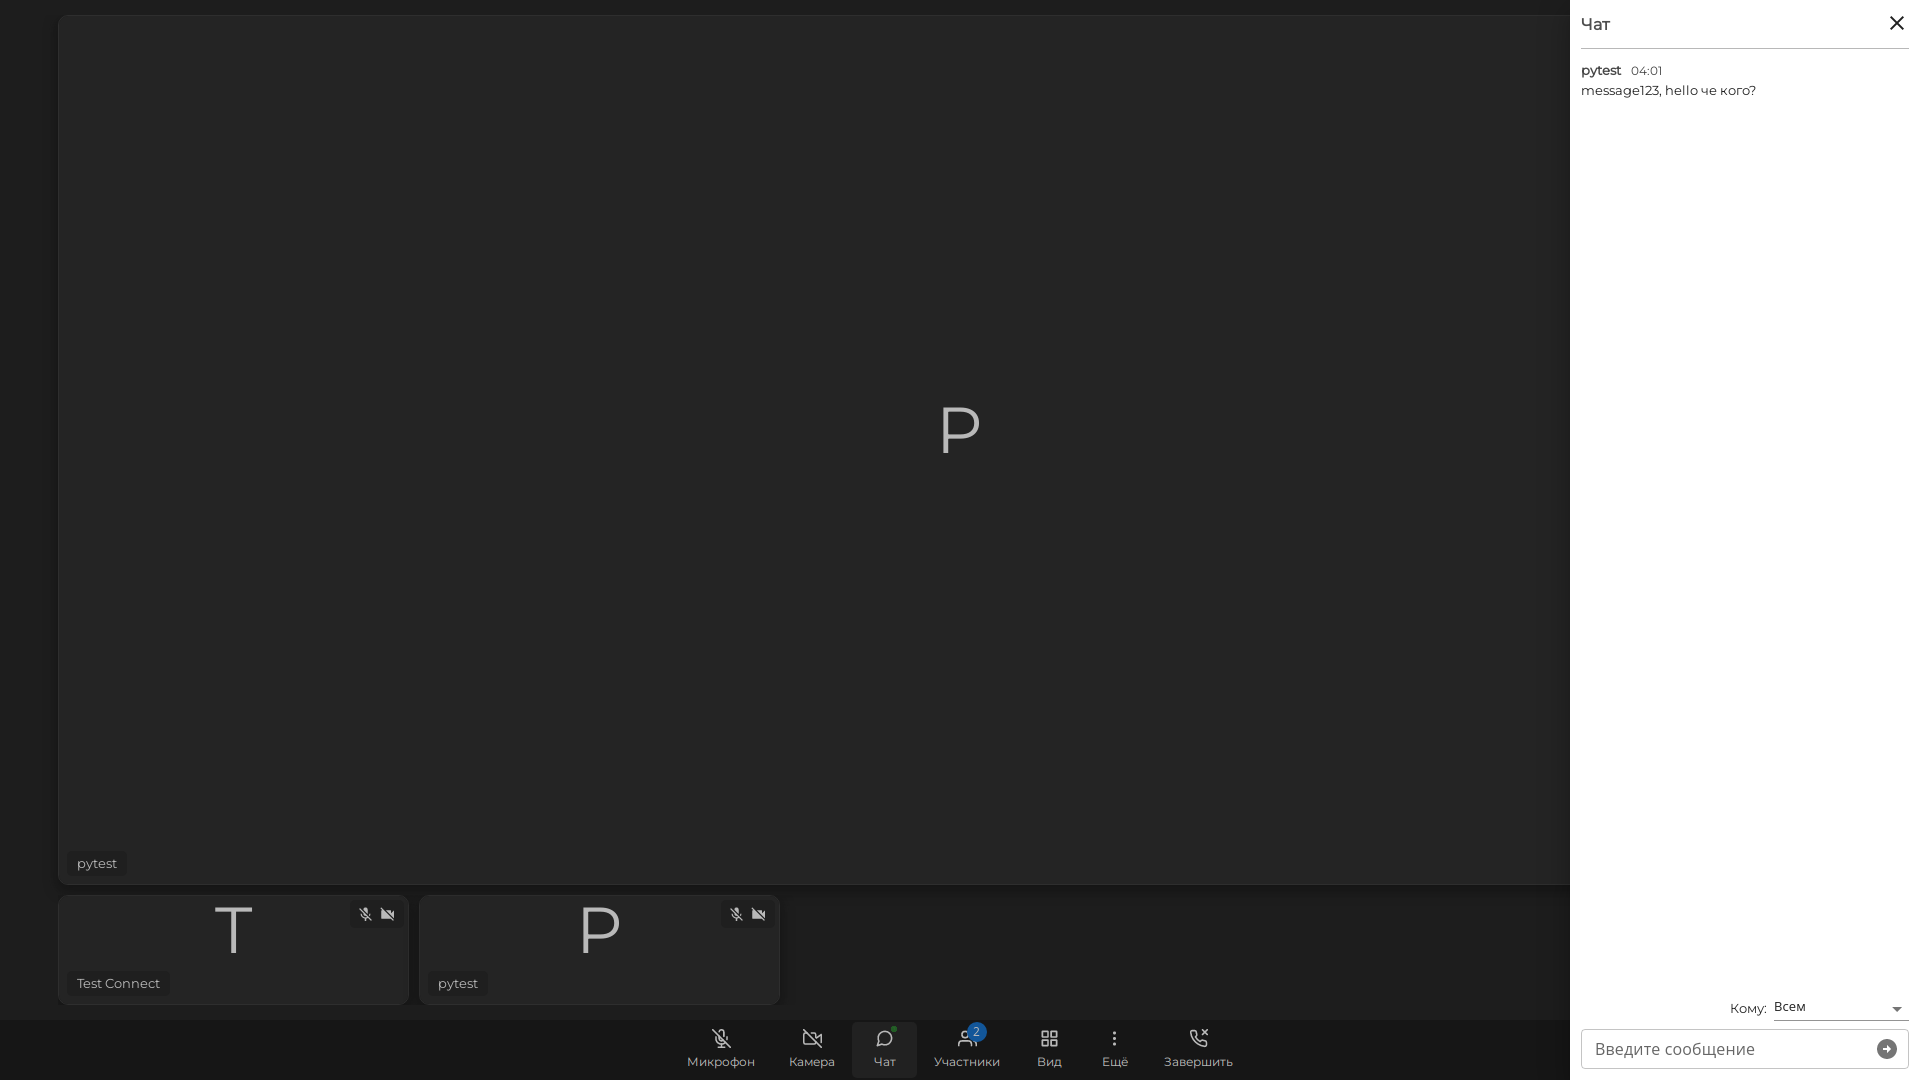 Чат
pytest 04:01
message123, hello че кого?
P
pytest
T
Test Connect
P
pytest
Кому: Всем
Введите сообщение
2
Микрофон Камера Чат Участники Вид Ещё Завершить